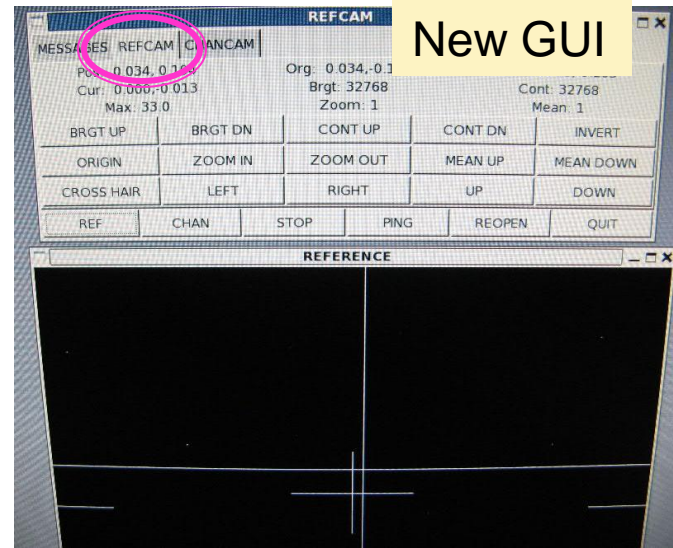 REFCAM
New GUI
MESSAGES REFCAM CHANCAM
Pos: 0.034,
Cur: 0.000,-0.013
Max: 33.0
Org: 0.034,-0.1
Brgt: 32768
Zoom: 1
Cont: 32768
Mean: 1
BRGT UP BRGT DN CONT UP CONT DN INVERT
ORIGIN ZOOM IN ZOOM OUT MEAN UP MEAN DOWN
CROSS HAIR LEFT RIGHT UP DOWN
REF CHAN STOP PING REOPEN QUIT
REFERENCE